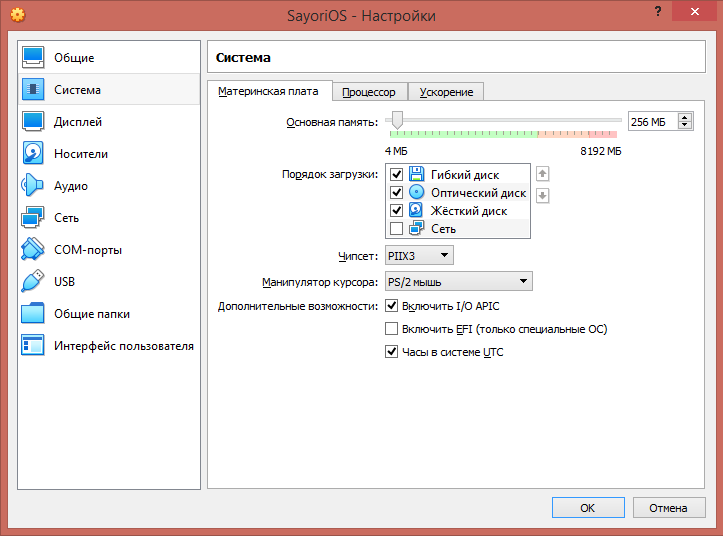 SayoriOS - Настройки
?
Общие
Система
Дисплей
Носители
Аудио
Сеть
COM-порты
USB
Общие папки
Интерфейс пользователя
Система
Материнская плата Процессор Ускорение
Основная память: 256 МБ
4 МБ 8192 МБ
Порядок загрузки: Гибкий диск
Оптический диск
Жёсткий диск
Сеть
Чипсет: PIIX3
Манипулятор курсора: PS/2 мышь
Дополнительные возможности: Включить I/O APIC
Включить EFI (только специальные ОС)
Часы в системе UTC
OK Отмена